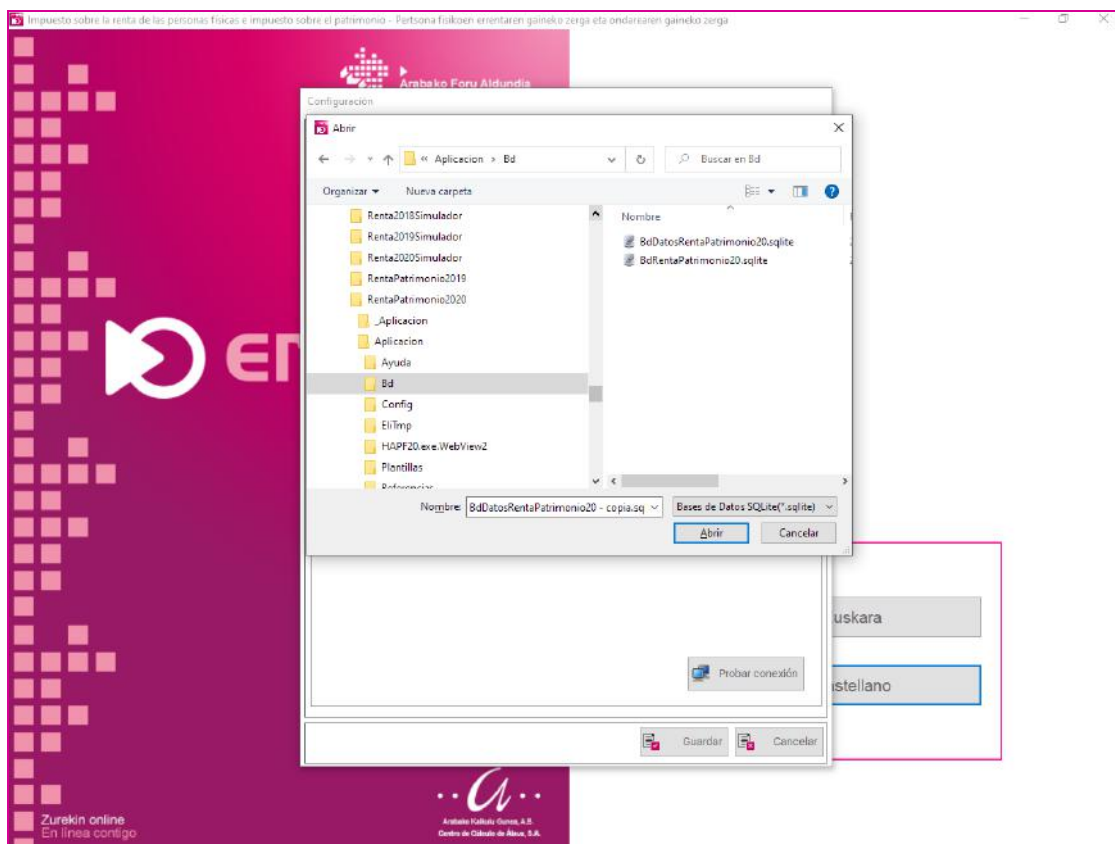 Impuesto sobre la renta de las personas físicas e impuesto sobre el patrimonio - Pertsona fisikoen errentaren gaineko zerga eta ondarearen gaineko zerga
Arabako Foru Aldundia
Configuración
Abrir
« Aplicacion > Bd
Buscar en Bd
Organizar
Nueva carpeta
Renta2018Simulador
Renta2019Simulador
Renta2020Simulador
RentaPatrimonio2019
RentaPatrimonio2020
_Aplicacion
Aplicacion
Ayuda
Bd
Config
EliTmp
HAPF20.exe.WebView2
Plantillas
Referencias
Nombre
BdDatosRentaPatrimonio20.sqlite
BdRentaPatrimonio20.sqlite
Nombre BdDatosRentaPatrimonio20 - copia.sq
Bases de Datos SQLite(*.sqlite)
Abrir
Cancelar
er
uskara
Probar conexión
stellano
Guardar
Cancelar
Zurekin online
En línea contigo
Arabako Kalkulu Gunea, A.B.
Centro de Cálculo de Álava, S.A.